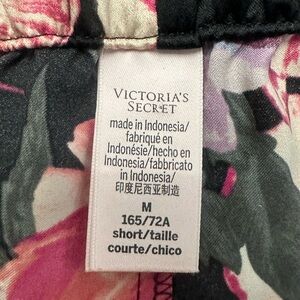 VICTORIA'S
SECRET
made in Indonesia/
fabriqué en
Indonésie/hecho en
Indonesia/fabbricato
in Indonesia/
印度尼西亚制造
M
165/72A
short/taille
courte/chico